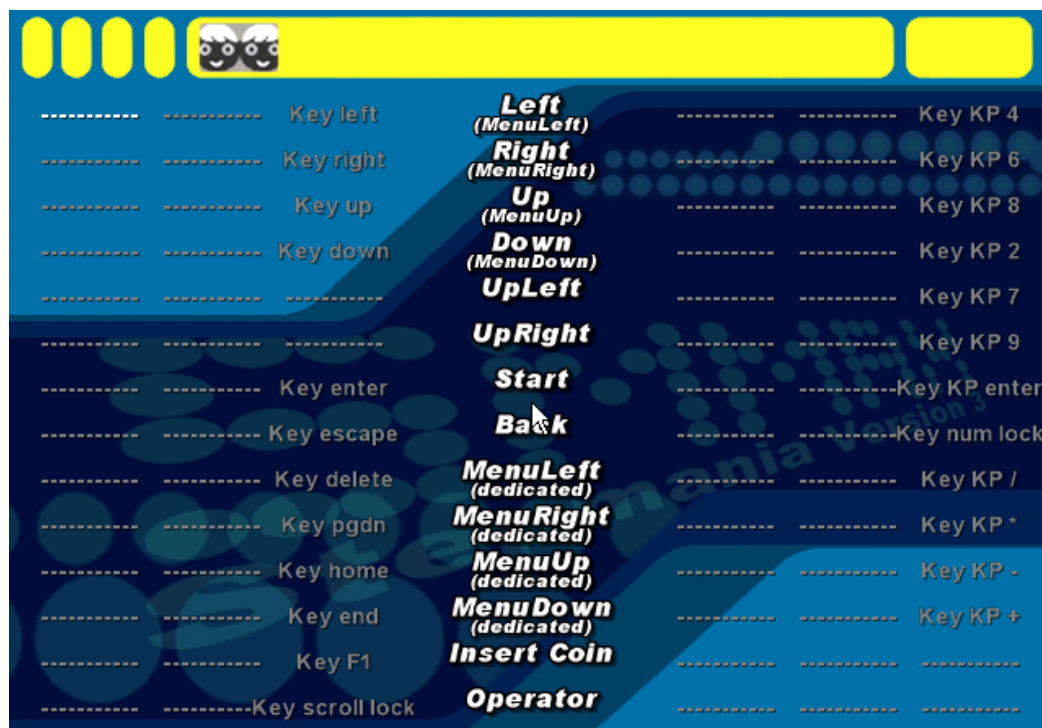 ----------- ----------- Key left Left ----------- ----------- Key KP 4
(MenuLeft)
----------- ----------- Key right Right ----------- ----------- Key KP 6
(MenuRight)
----------- ----------- Key up Up ----------- ----------- Key KP 8
(MenuUp)
----------- ----------- Key down Down ----------- ----------- Key KP 2
(MenuDown)
----------- ----------- ----------- UpLeft ----------- ----------- Key KP 7
----------- ----------- ----------- UpRight ----------- ----------- Key KP 9
----------- ----------- Key enter Start ----------- ----------- Key KP enter
----------- ----------- Key escape Back ----------- ----------- Key num lock
----------- ----------- Key delete MenuLeft ----------- ----------- Key KP /
(dedicated)
----------- ----------- Key pgdn MenuRight ----------- ----------- Key KP *
(dedicated)
----------- ----------- Key home MenuUp ----------- ----------- Key KP -
(dedicated)
----------- ----------- Key end MenuDown ----------- ----------- Key KP +
(dedicated)
----------- ----------- Key F1 Insert Coin ----------- ----------- -----------
----------- ----------- Key scroll lock Operator ----------- ----------- -----------
Stepmania Version 3